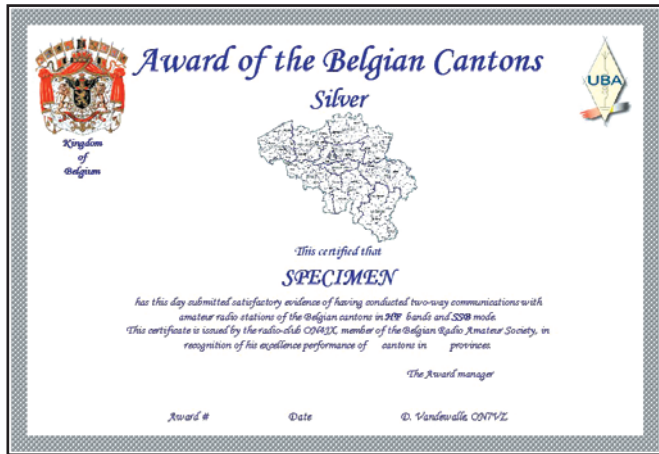 Award of the Belgian Cantons
Silver
UBA
Kingdom
of
Belgium
This certified that
SPECIMEN
has this day submitted satisfactory evidence of having conducted two-way communications with
amateur radio stations of the Belgian cantons in HF bands and SSB mode.
This certificate is issued by the radio-club ON4JX, member of the Belgian Radio Amateur Society, in
recognition of his excellence performance of cantons in provinces.
The Award manager
Award # Date D. Vandewalle, ON7VZ